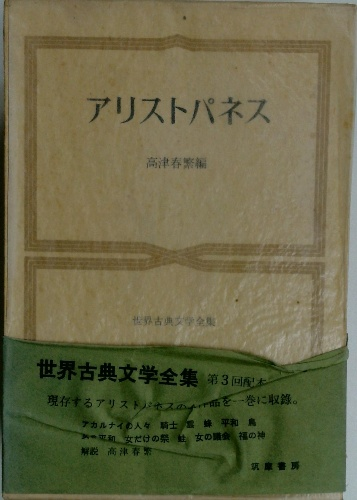 アリストパネス
高津春繁編
世界古典文学全集
世界古典文学全集 第3回配本
現存するアリストパネスの 作品を一巻に収録。
アカルナイの人々 騎士 雲 蜂 平和 鳥
女の平和 女だけの祭 蛙 女の議会 福の神
解説 高津春繁
筑摩書房